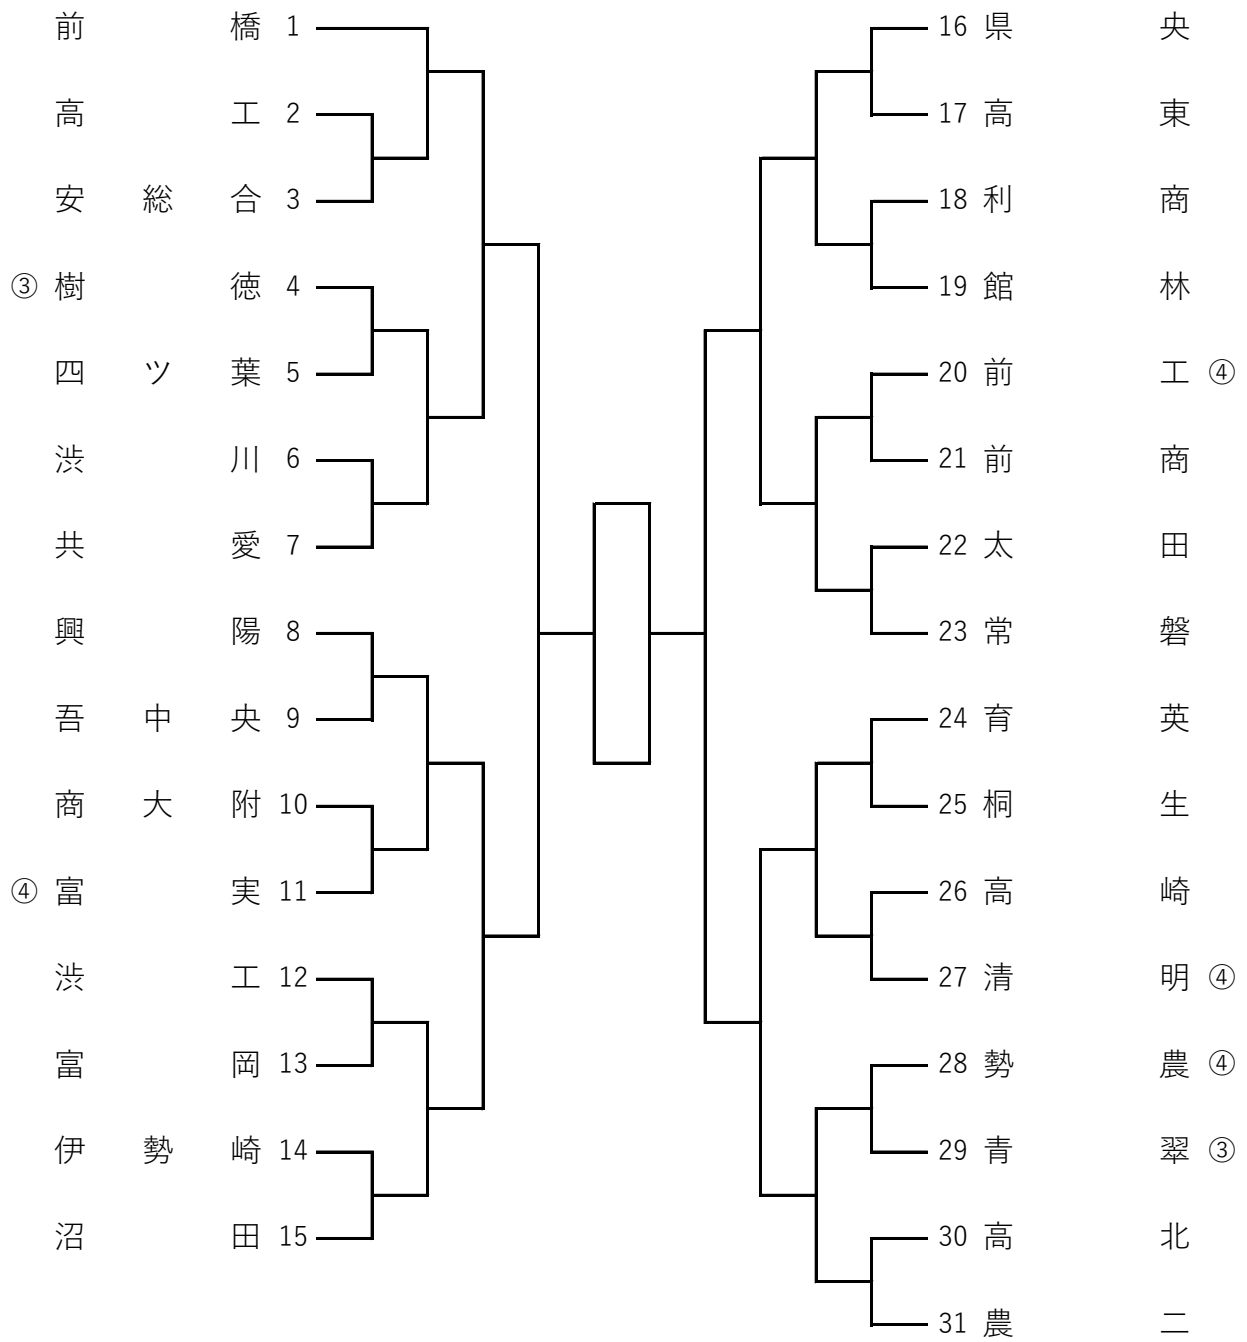 前橋 1
高工 2
安総合 3
③ 樹徳 4
四ツ葉 5
渋川 6
共愛 7
興陽 8
吾中央 9
商大附 10
④ 富実 11
渋工 12
富岡 13
伊勢崎 14
沼田 15
16 県央
17 高東
18 利商
19 館林
20 前工 ④
21 前商
22 太田
23 常磐
24 育英
25 桐生
26 高崎
27 清明 ④
28 勢農 ④
29 青翠 ③
30 高北
31 農二